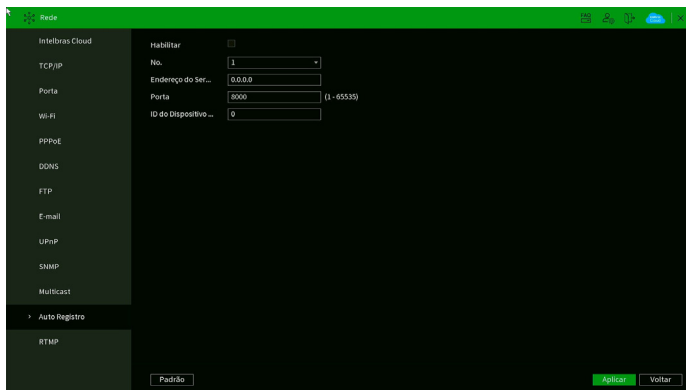 Rede
FAQ
Intelbras Cloud
TCP/IP
Porta
Wi-Fi
PPPoE
DDNS
FTP
E-mail
UPnP
SNMP
Multicast
> Auto Registro
RTMP
Habilitar
No. 1
Endereço do Ser... 0.0.0.0
Porta 8000 (1 - 65535)
ID do Dispositivo ... 0
Padrão
Aplicar
Voltar